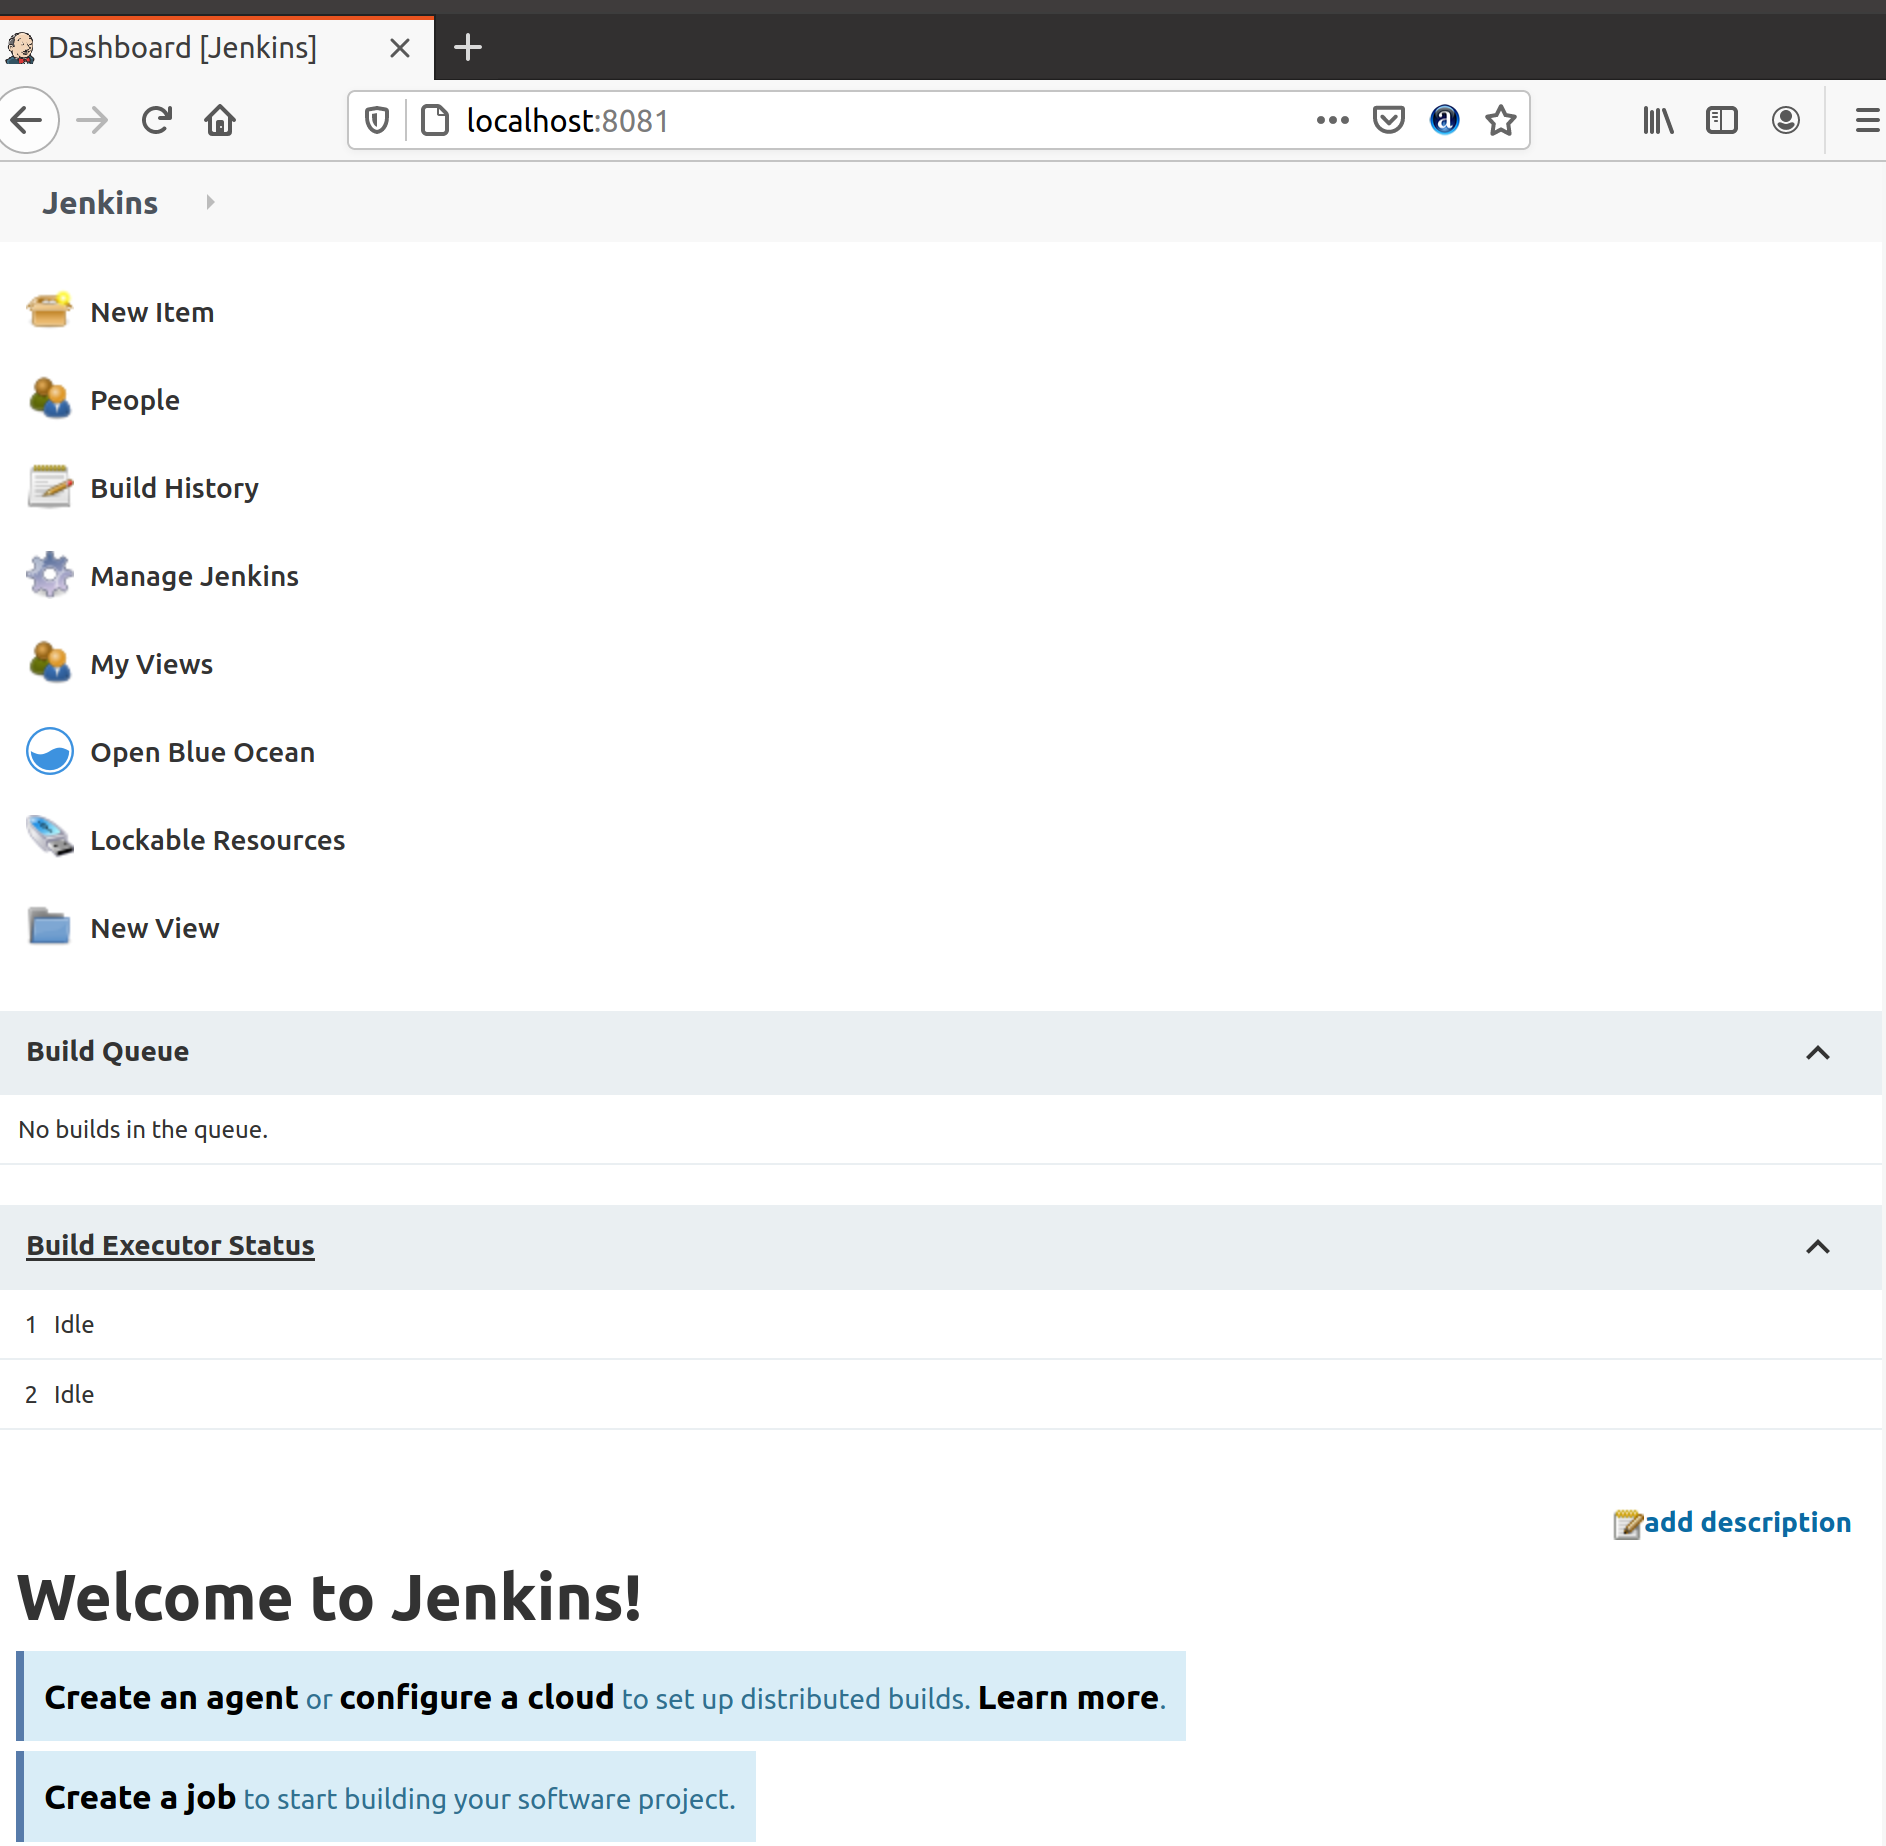 Dashboard [Jenkins]
localhost:8081
Jenkins
New Item
People
Build History
Manage Jenkins
My Views
Open Blue Ocean
Lockable Resources
New View
Build Queue
No builds in the queue.
Build Executor Status
1 Idle
2 Idle
add description
Welcome to Jenkins!
Create an agent or configure a cloud to set up distributed builds. Learn more.
Create a job to start building your software project.